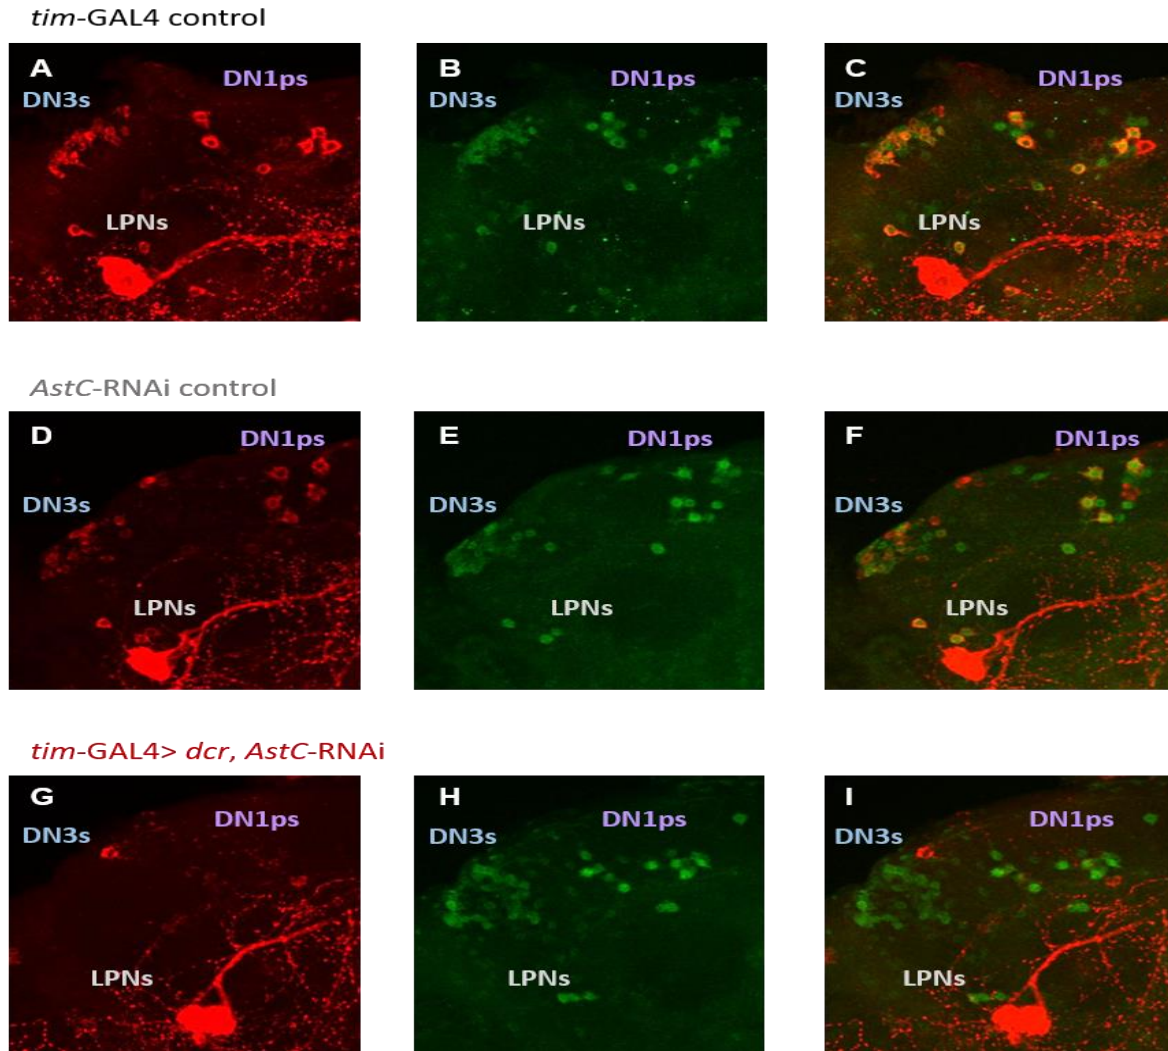 tim-GAL4 control
A
DN1ps
DN3s
LPNs
B
DN1ps
DN3s
LPNs
C
DN1ps
DN3s
LPNs
AstC-RNAi control
D
DN1ps
DN3s
LPNs
E
DN1ps
DN3s
LPNs
F
DN1ps
DN3s
LPNs
tim-GAL4> dcr, AstC-RNAi
G
DN1ps
DN3s
LPNs
H
DN1ps
DN3s
LPNs
I
DN1ps
DN3s
LPNs